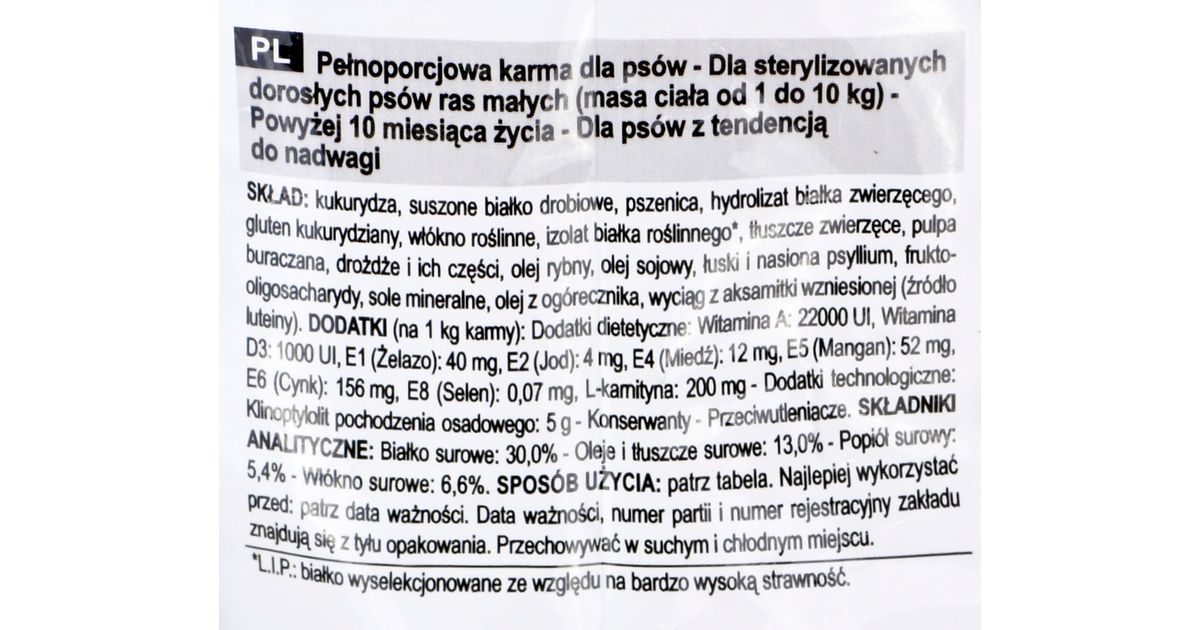 PL Pełnoporcjowa karma dla psów - Dla sterylizowanych
dorosłych psów ras małych (masa ciała od 1 do 10 kg) -
Powyżej 10 miesiąca życia - Dla psów z tendencją
do nadwagi
SKŁAD: kukurydza, suszone białko drobiowe, pszenica, hydrolizat białka zwierzęcego,
gluten kukurydziany, włókno roślinne, izolat białka roślinnego*, tłuszcze zwierzęce, pulpa
buraczana, drożdże i ich części, olej rybny, olej sojowy, łuski i nasiona psyllium, frukto-
oligosacharydy, sole mineralne, olej z ogórecznika, wyciąg z aksamitki wzniesionej (źródło
luteiny). DODATKI (na 1 kg karmy): Dodatki dietetyczne: Witamina A: 22000 UI, Witamina
D3: 1000 UI, E1 (Żelazo): 40 mg, E2 (Jod): 4 mg, E4 (Miedź): 12 mg, E5 (Mangan): 52 mg,
E6 (Cynk): 156 mg, E8 (Selen): 0,07 mg, L-karnityna: 200 mg - Dodatki technologiczne:
Klinoptylolit pochodzenia osadowego: 5 g - Konserwanty - Przeciwutleniacze. SKŁADNIKI
ANALITYCZNE: Białko surowe: 30,0% - Oleje i tłuszcze surowe: 13,0% - Popiół surowy:
5,4% - Włókno surowe: 6,6%. SPOSÓB UŻYCIA: patrz tabela. Najlepiej wykorzystać
przed: patrz data ważności. Data ważności, numer partii i numer rejestracyjny zakładu
znajdują się z tyłu opakowania. Przechowywać w suchym i chłodnym miejscu.
*L.I.P.: białko wyselekcjonowane ze względu na bardzo wysoką strawność.